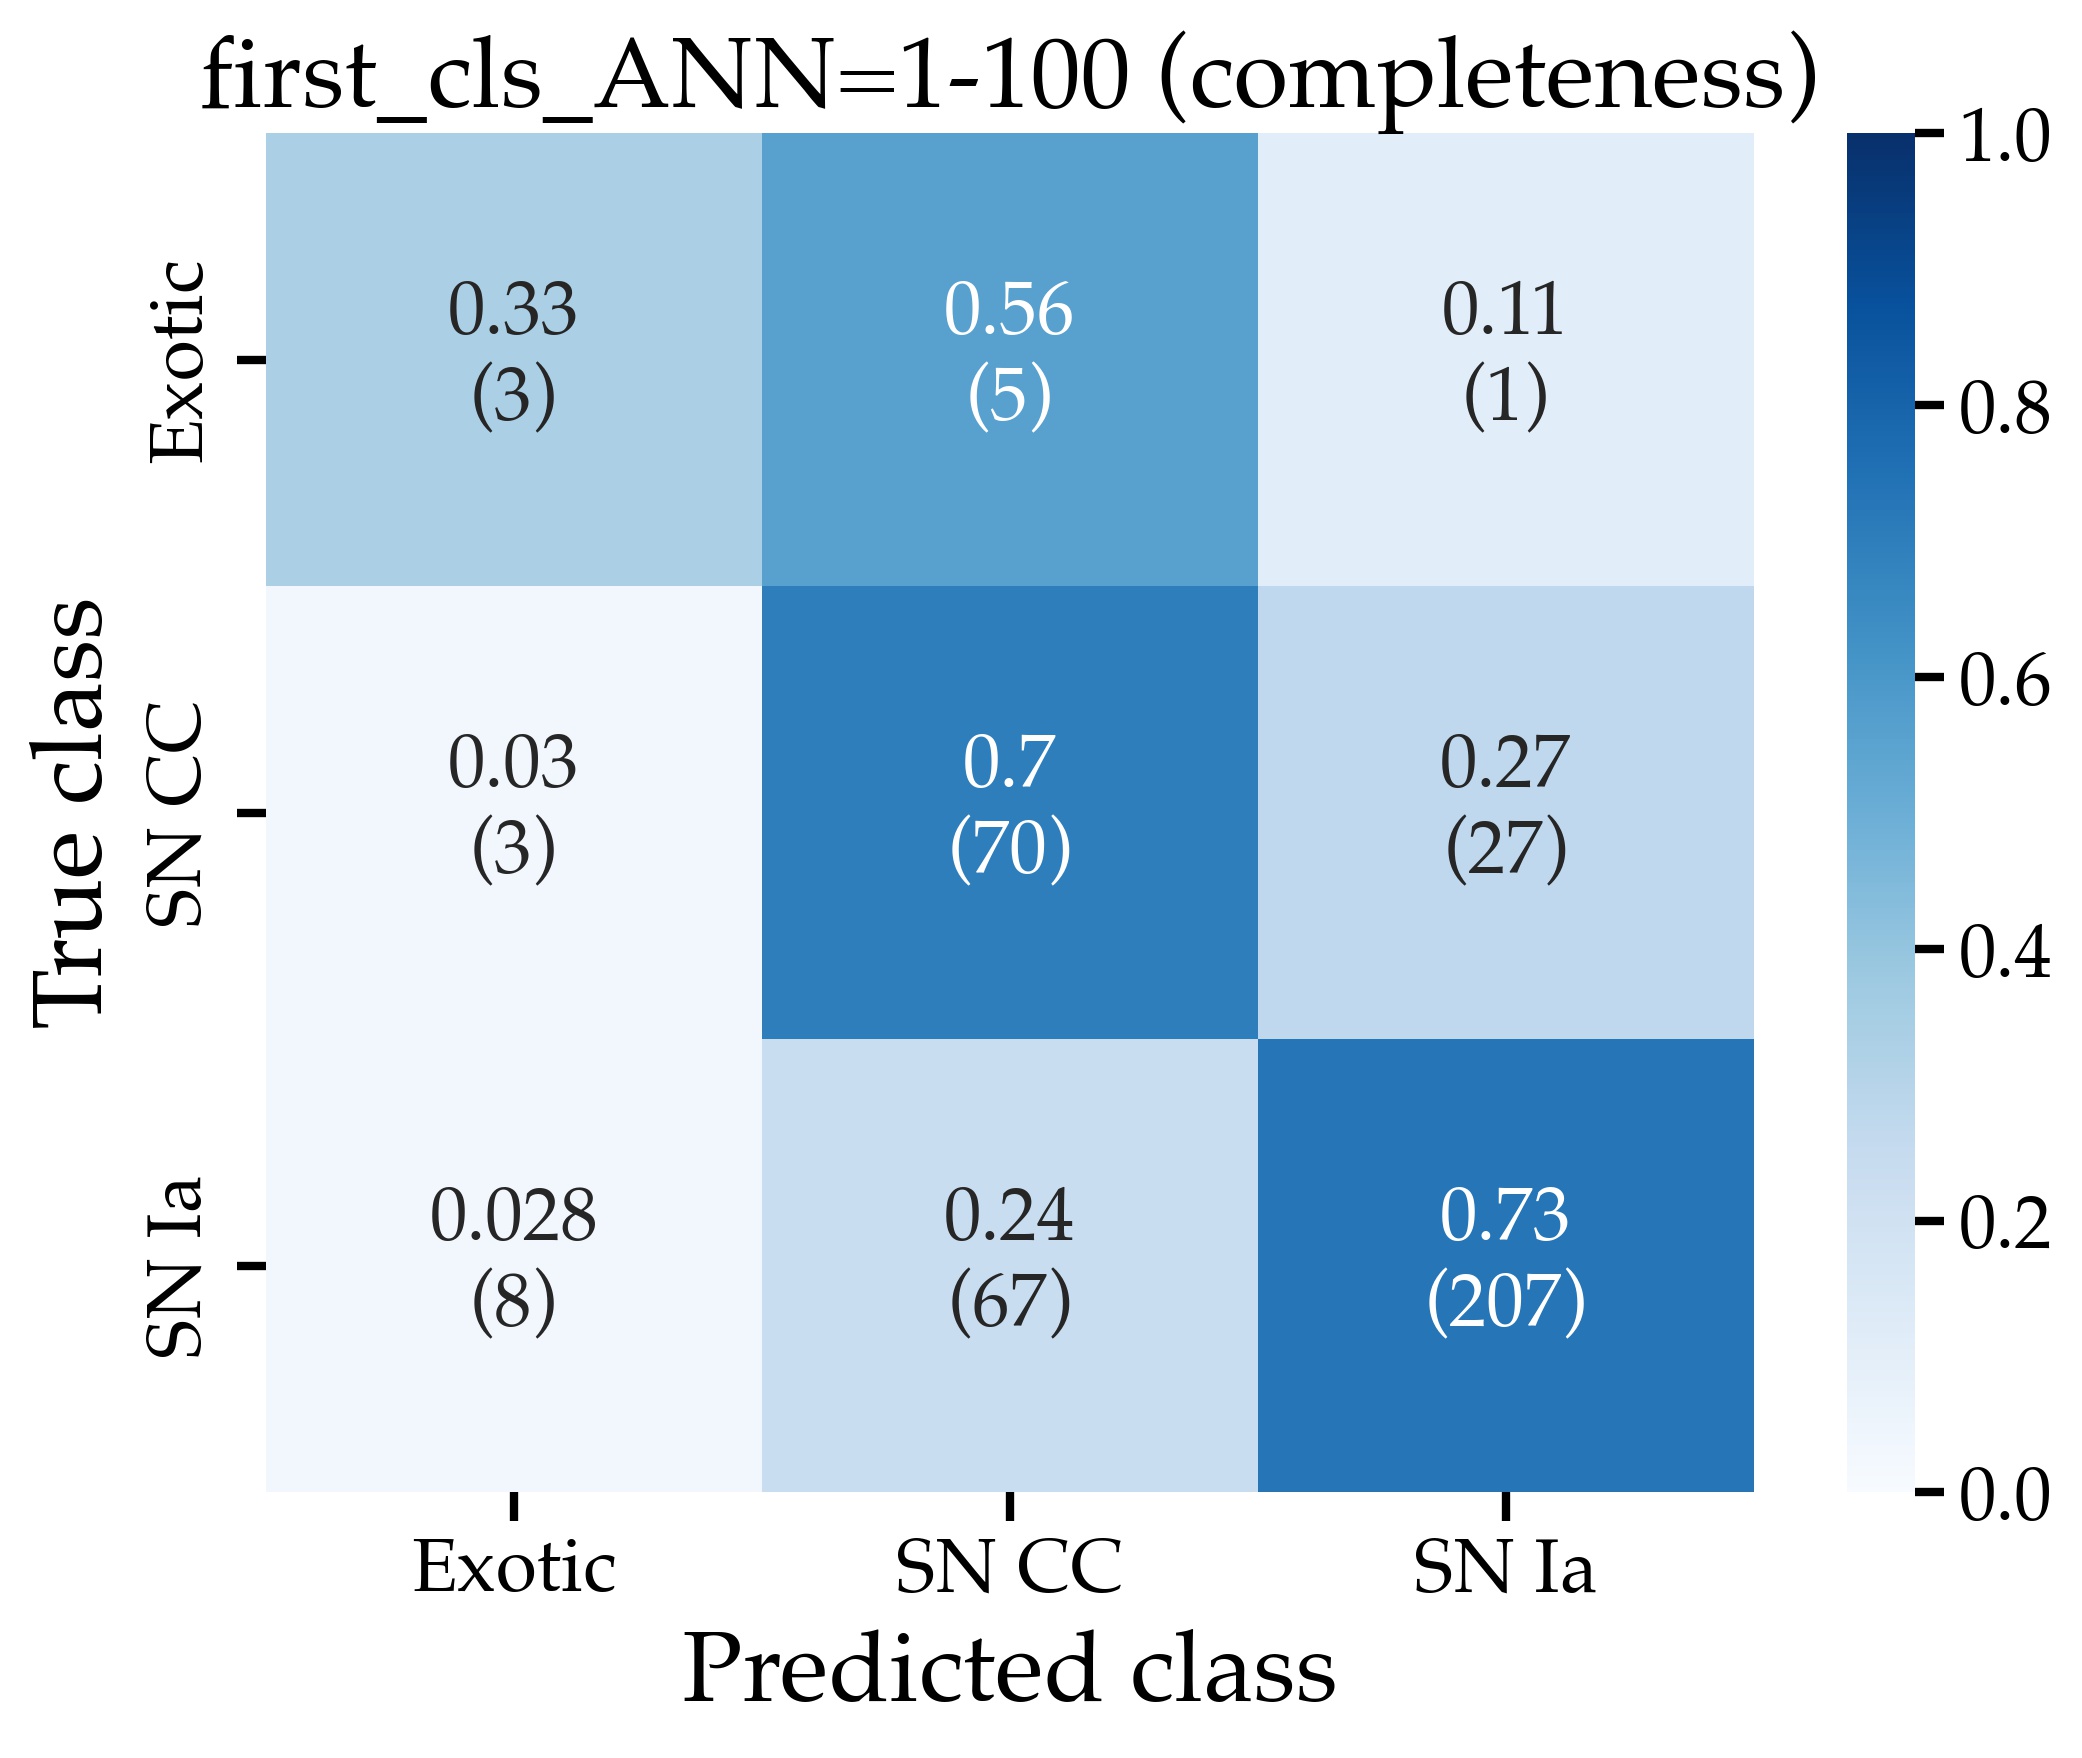 first_cls_ANN=1-100 (completeness)
True class
Exotic
0.33
(3)
0.56
(5)
0.11
(1)
SN CC
0.03
(3)
0.7
(70)
0.27
(27)
SN Ia
0.028
(8)
0.24
(67)
0.73
(207)
Exotic
SN CC
SN Ia
Predicted class
1.0
0.8
0.6
0.4
0.2
0.0